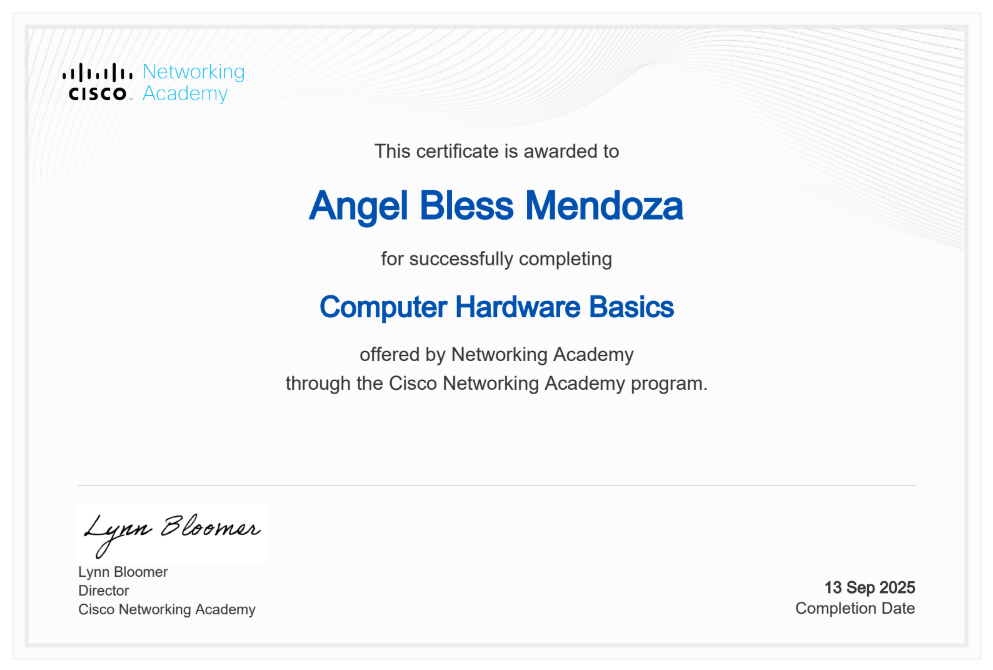 Networking
CISCO Academy
This certificate is awarded to
Angel Bless Mendoza
for successfully completing
Computer Hardware Basics
offered by Networking Academy
through the Cisco Networking Academy program.
Lynn Bloomer
Lynn Bloomer
Director
Cisco Networking Academy
13 Sep 2025
Completion Date